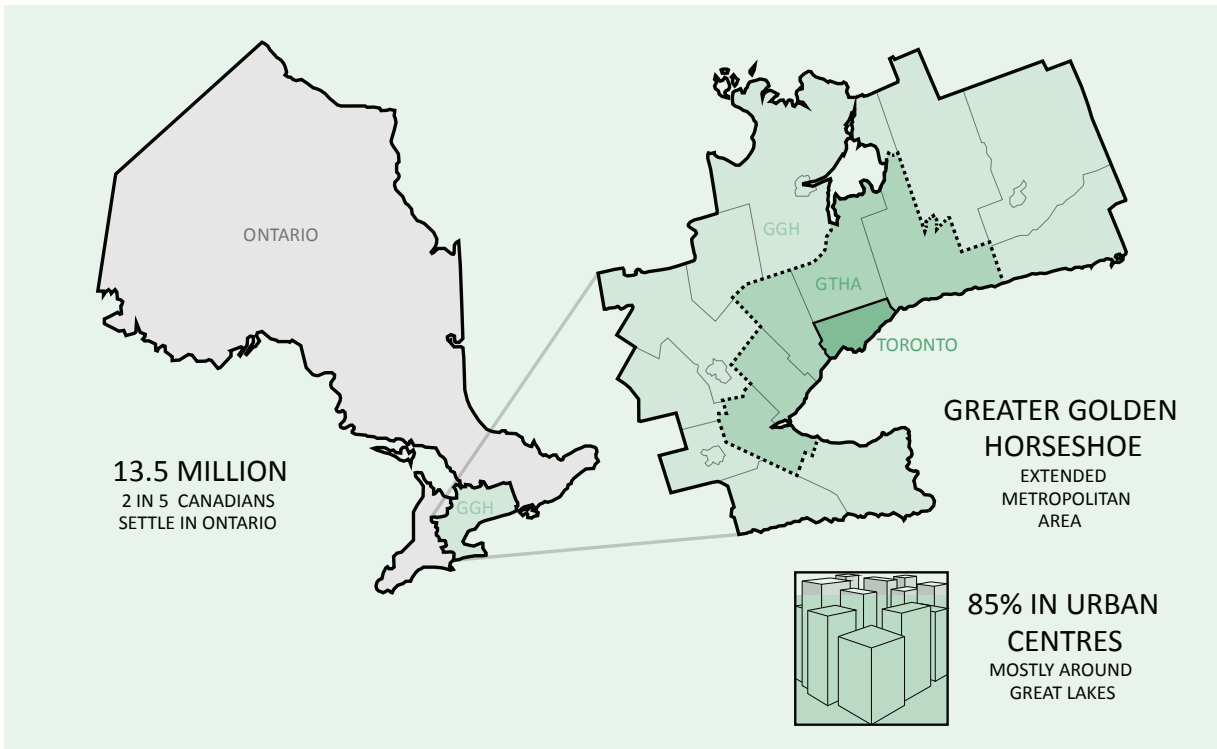 ONTARIO
13.5 MILLION
2 IN 5 CANADIANS
SETTLE IN ONTARIO
GGH
GGH
GTHA
TORONTO
GREATER GOLDEN
HORSESHOE
EXTENDED
METROPOLITAN
AREA
85% IN URBAN
CENTRES
MOSTLY AROUND
GREAT LAKES